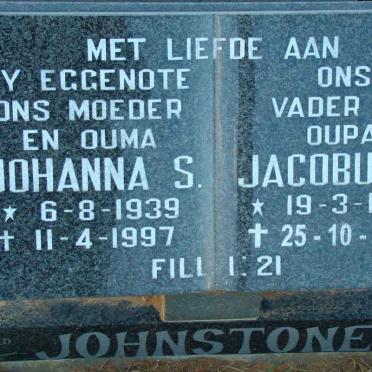 MET LIEFDE AAN
Y EGGENOTE
ONS MOEDER
EN OUMA
JOHANNA S.
* 6-8-1939
† 11-4-1997
ONS
VADER
OUPA
JACOBU
* 19-3-1
† 25-10-
FILL 1:21
JOHNSTONE